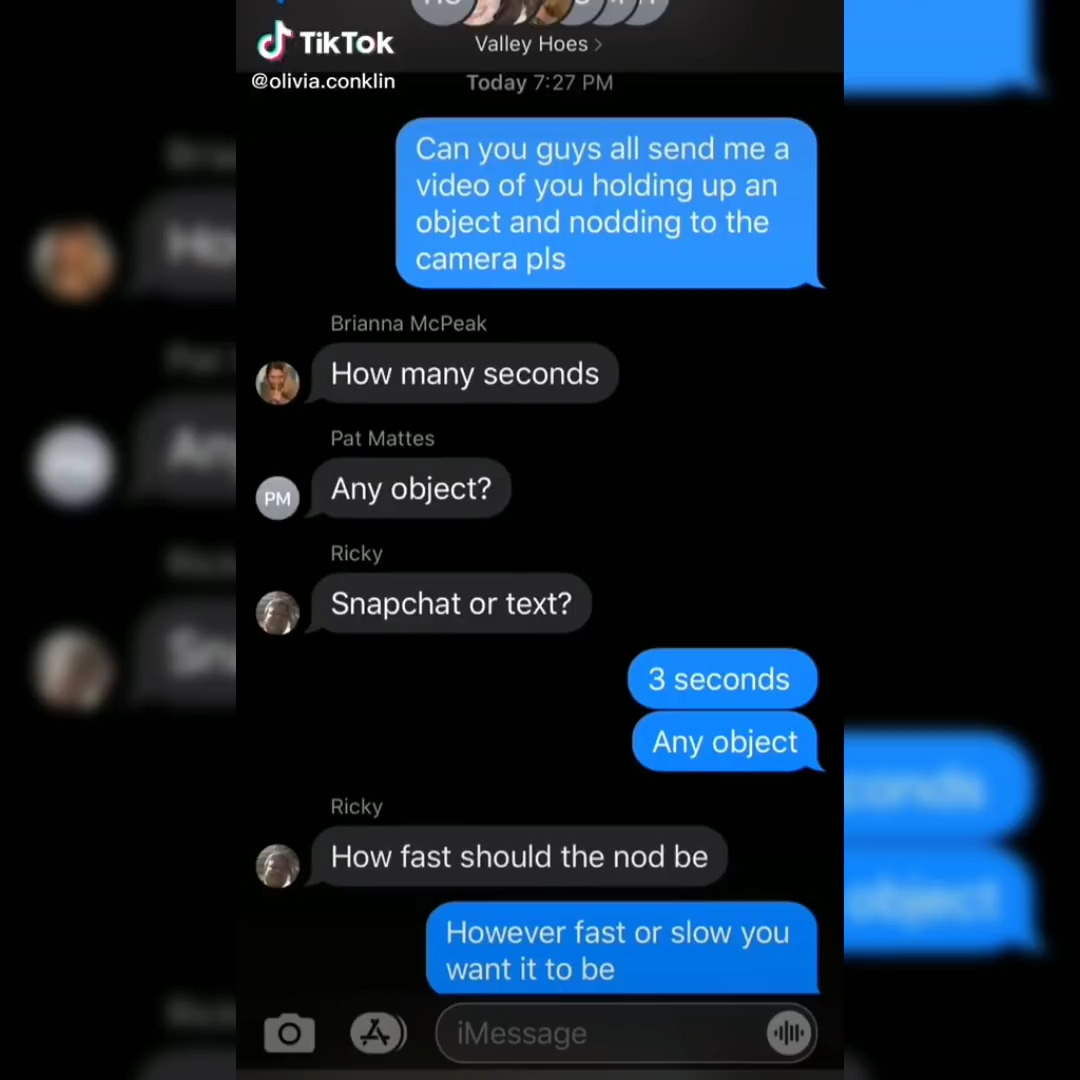 TikTok
@olivia.conklin
Valley Hoes >
Today 7:27 PM
Can you guys all send me a
video of you holding up an
object and nodding to the
camera pls
Brianna McPeak
How many seconds
Pat Mattes
PM
Any object?
Ricky
Snapchat or text?
3 seconds
Any object
Ricky
How fast should the nod be
However fast or slow you
want it to be
iMessage